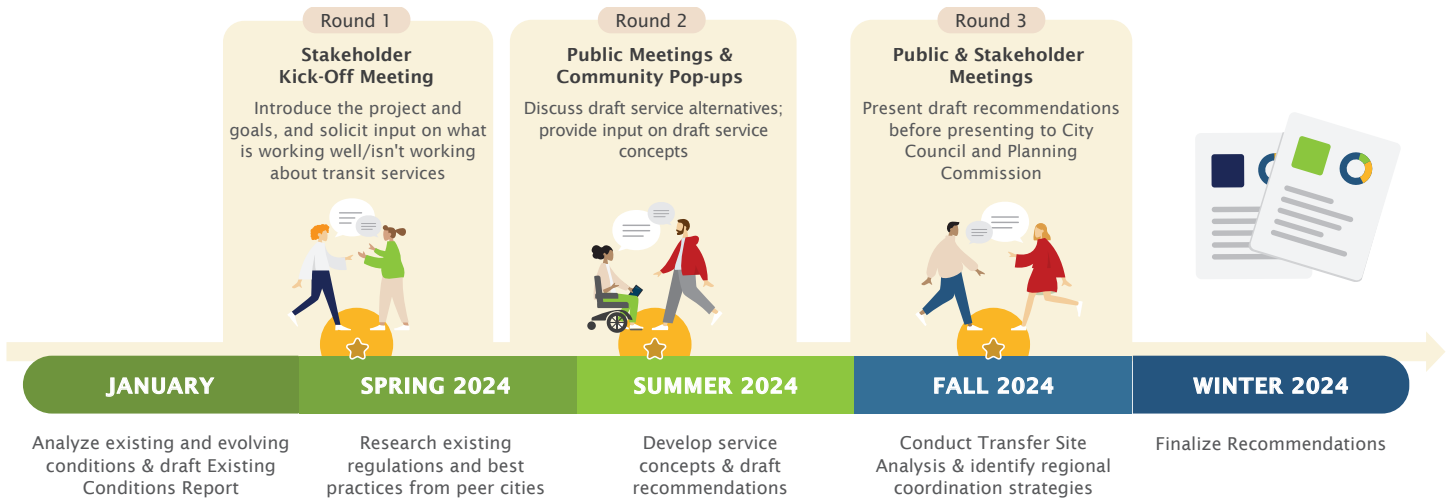 Round 1
Stakeholder
Kick-Off Meeting
Introduce the project and
goals, and solicit input on what
is working well/isn't working
about transit services
Round 2
Public Meetings &
Community Pop-ups
Discuss draft service alternatives;
provide input on draft service
concepts
Round 3
Public & Stakeholder
Meetings
Present draft recommendations
before presenting to City
Council and Planning
Commission
JANUARY
SPRING 2024
SUMMER 2024
FALL 2024
WINTER 2024
Analyze existing and evolving
conditions & draft Existing
Conditions Report
Research existing
regulations and best
practices from peer cities
Develop service
concepts & draft
recommendations
Conduct Transfer Site
Analysis & identify regional
coordination strategies
Finalize Recommendations